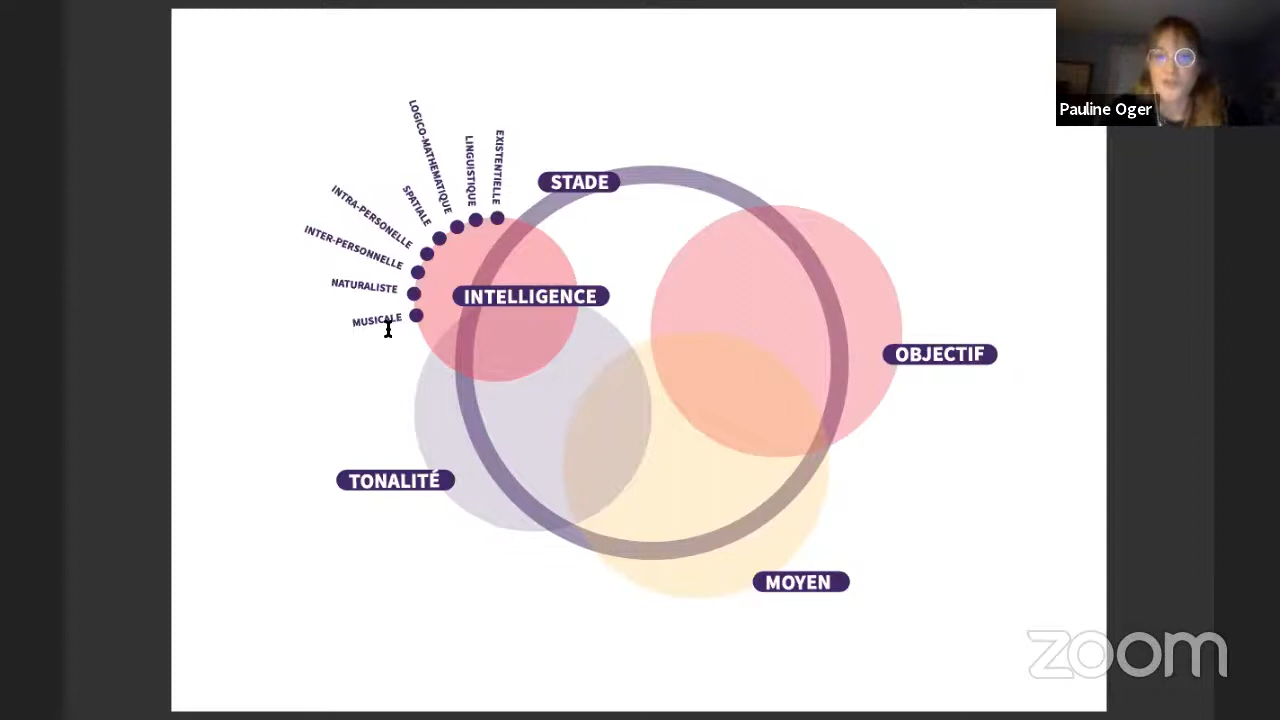 Pauline Oger
LOGICO-MATHEMATIQUE
LINGUISTIQUE
EXISTENTIELLE
SPATIALE
INTRA-PERSONELLE
INTER-PERSONNELLE
NATURALISTE
MUSICALE
STADE
INTELLIGENCE
OBJECTIF
TONALITÉ
MOYEN
zoom